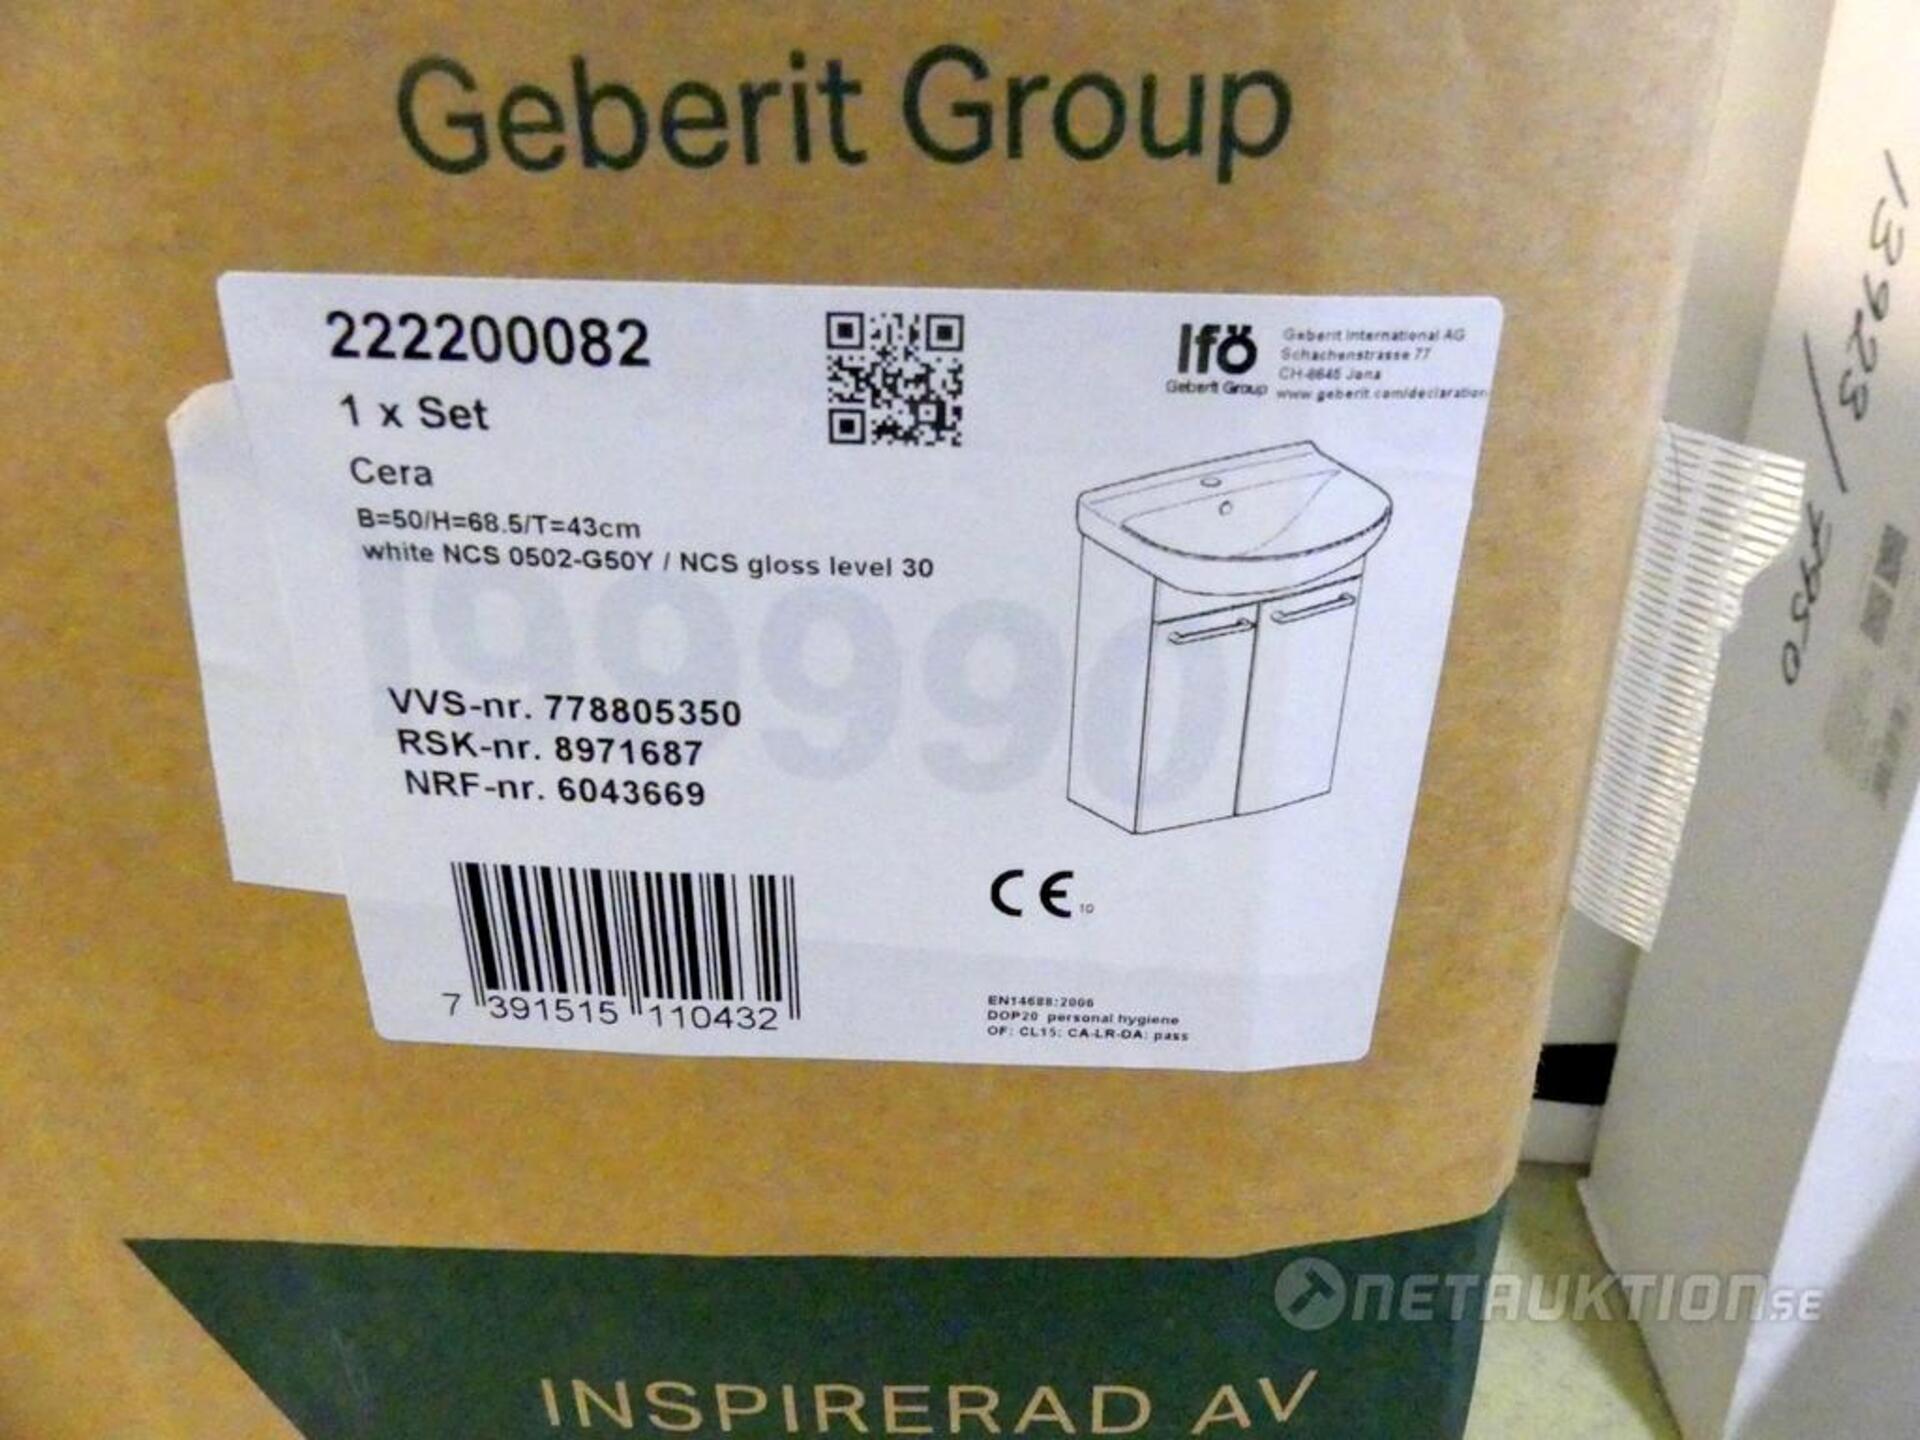 Geberit Group
222200082
1 x Set
Cera
B=50/H=68.5/T=43cm
white NCS 0502-G50Y / NCS gloss level 30
VVS-nr. 778805350
RSK-nr. 8971687
NRF-nr. 6043669
7 391515 110432
Ifö
Geberit Group
Geberit International AG
Schachenstrasse 77
CH-8645 Jona
www.geberit.com/declaration
CE 10
EN14688:2006
DOP20 personal hygiene
OF: CL15: CA-LR-DA: pass
INSPIRERAD AV
NETAUKTION.SE
13923/